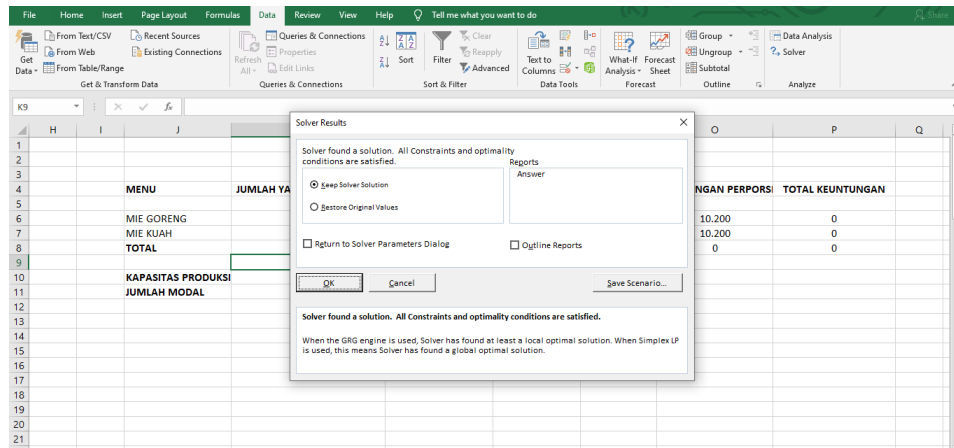 File Home Insert Page Layout Formulas Data Review View Help Tell me what you want to do Share
From Text/CSV Recent Sources Queries & Connections Clear Group Data Analysis
From Web Existing Connections Properties Reapply Ungroup Solver
Get Data From Table/Range Refresh All Edit Links Sort Filter Advanced Text to Columns What-If Analysis Forecast Sheet Subtotal
Get & Transform Data Queries & Connections Sort & Filter Data Tools Forecast Outline Analyze
K9 fx
H I J O P Q
1
2
3
4 MENU JUMLAH YA NGAN PERPORSI TOTAL KEUNTUNGAN
5
6 MIE GORENG 10.200 0
7 MIE KUAH 10.200 0
8 TOTAL 0 0
9
10 KAPASITAS PRODUKSI
11 JUMLAH MODAL
12
13
14
15
16
17
18
19
20
21
Solver Results
Solver found a solution. All Constraints and optimality
conditions are satisfied.
Reports
Answer
Keep Solver Solution
Restore Original Values
Return to Solver Parameters Dialog
Outline Reports
OK Cancel Save Scenario...
Solver found a solution. All Constraints and optimality conditions are satisfied.
When the GRG engine is used, Solver has found at least a local optimal solution. When Simplex LP
is used, this means Solver has found a global optimal solution.